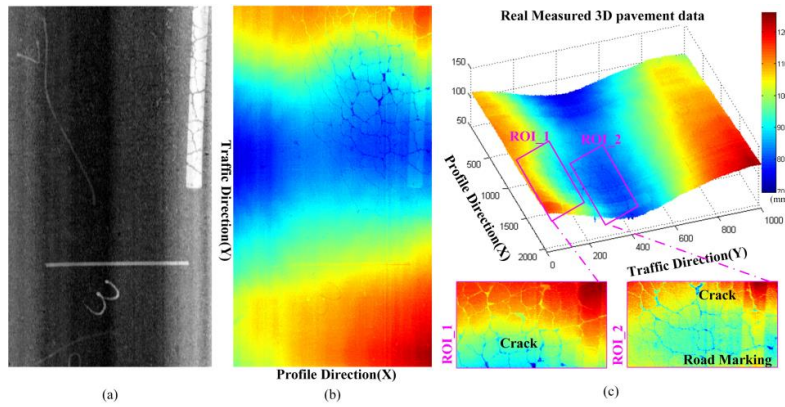 Real Measured 3D pavement data
150
100
50
500
1000
1500
2000
0
200
400
600
800
1000
120
110
100
90
80
(mm)
ROI_1
ROI_2
Profile Direction(X)
Traffic Direction(Y)
Traffic Direction(Y)
Profile Direction(X)
ROI_1
Crack
ROI_2
Crack
Road Marking
3
(a)
(b)
(c)